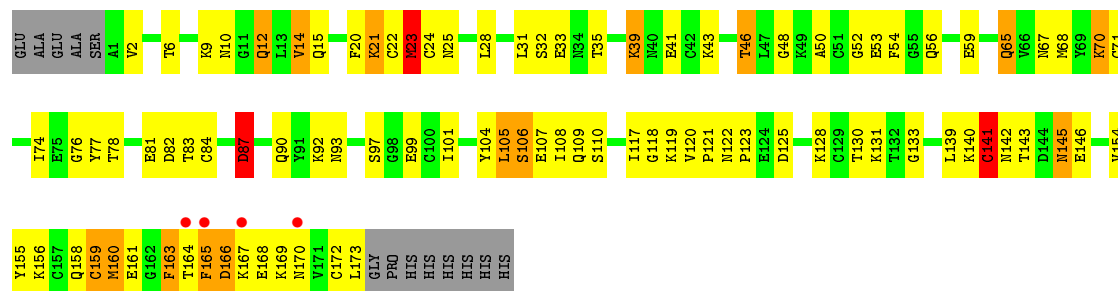 GLU ALA GLU ALA SER A1 V2 T6 K9 N10 G11 Q12 L13 V14 Q15 F20 K21 C22 M23 C24 N25 L28 L31 S32 E33 N34 T35 K39 N40 E41 C42 K43 T46 L47 G48 K49 A50 C51 G52 E53 F54 G55 Q56 E59 Q65 V66 N67 M68 Y69 K70
I74 E75 G76 Y77 T78 E81 D82 T83 C84 D87 Q90 Y91 K92 N93 S97 G98 E99 C100 I101 Y104 L105 S106 E107 I108 Q109 S110 I117 G118 K119 V120 P121 N122 P123 E124 D125 K128 C129 T130 K131 T132 G133 L139 K140 C141 N142 T143 D144 N145 E146
Y155 K156 C157 Q158 C159 M160 E161 G162 F163 T164 F165 D166 K167 E168 K169 N170 V171 C172 L173 GLY PRO HIS HIS HIS HIS HIS HIS